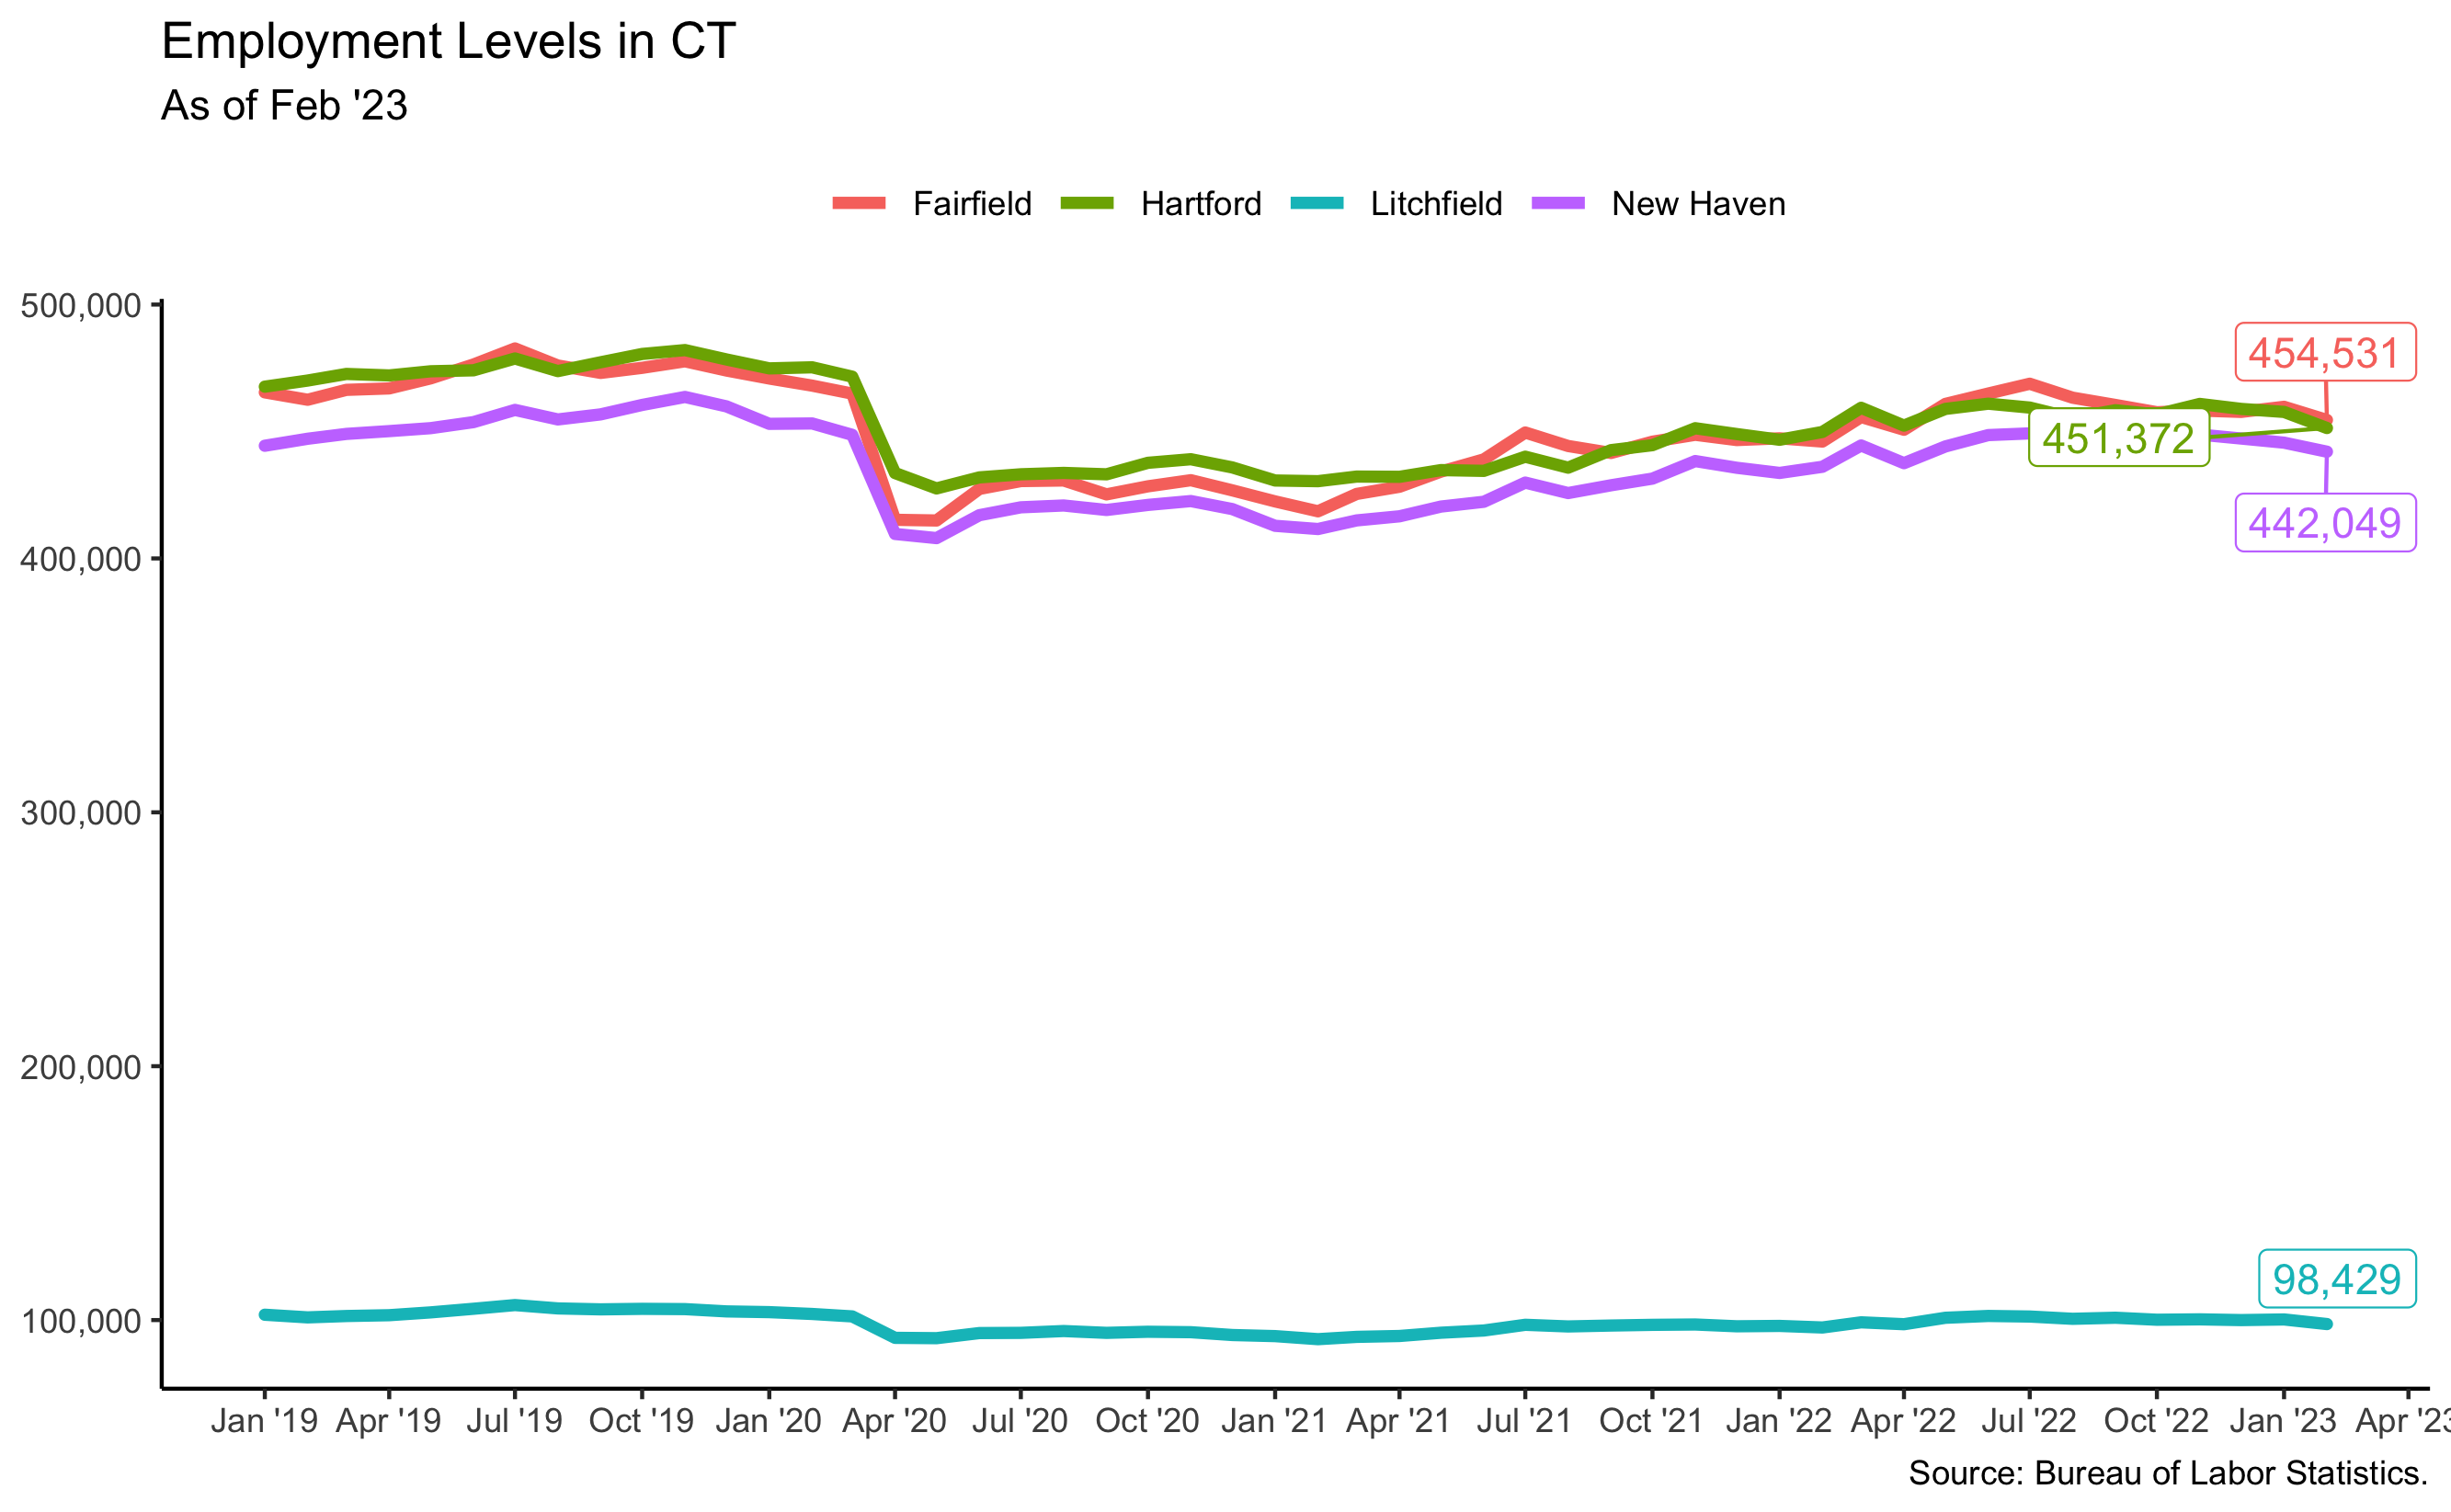 Employment Levels in CT
As of Feb '23
Fairfield Hartford Litchfield New Haven
500,000
454,531
451,372
442,049
400,000
300,000
200,000
98,429
100,000
Jan '19 Apr '19 Jul '19 Oct '19 Jan '20 Apr '20 Jul '20 Oct '20 Jan '21 Apr '21 Jul '21 Oct '21 Jan '22 Apr '22 Jul '22 Oct '22 Jan '23 Apr '23
Source: Bureau of Labor Statistics.